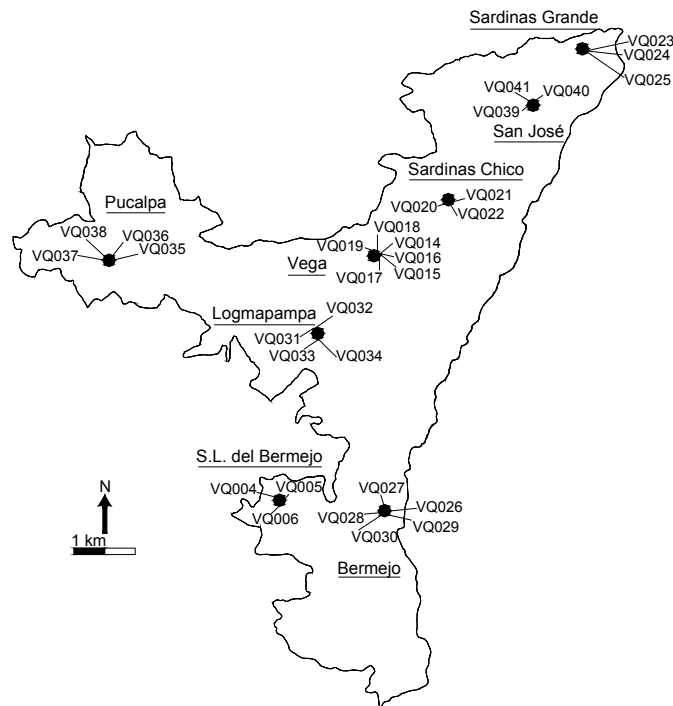 Sardinas Grande
VQ023
VQ024
VQ025
VQ041
VQ040
VQ039
San José
Sardinas Chico
VQ021
VQ020
VQ022
Pucalpa
VQ038
VQ036
VQ035
VQ037
VQ018
VQ019
VQ014
VQ016
VQ015
VQ017
Vega
Logmapampa
VQ032
VQ031
VQ033
VQ034
S.L. del Bermejo
VQ004
VQ005
VQ006
VQ027
VQ026
VQ028
VQ029
VQ030
Bermejo
N
1 km